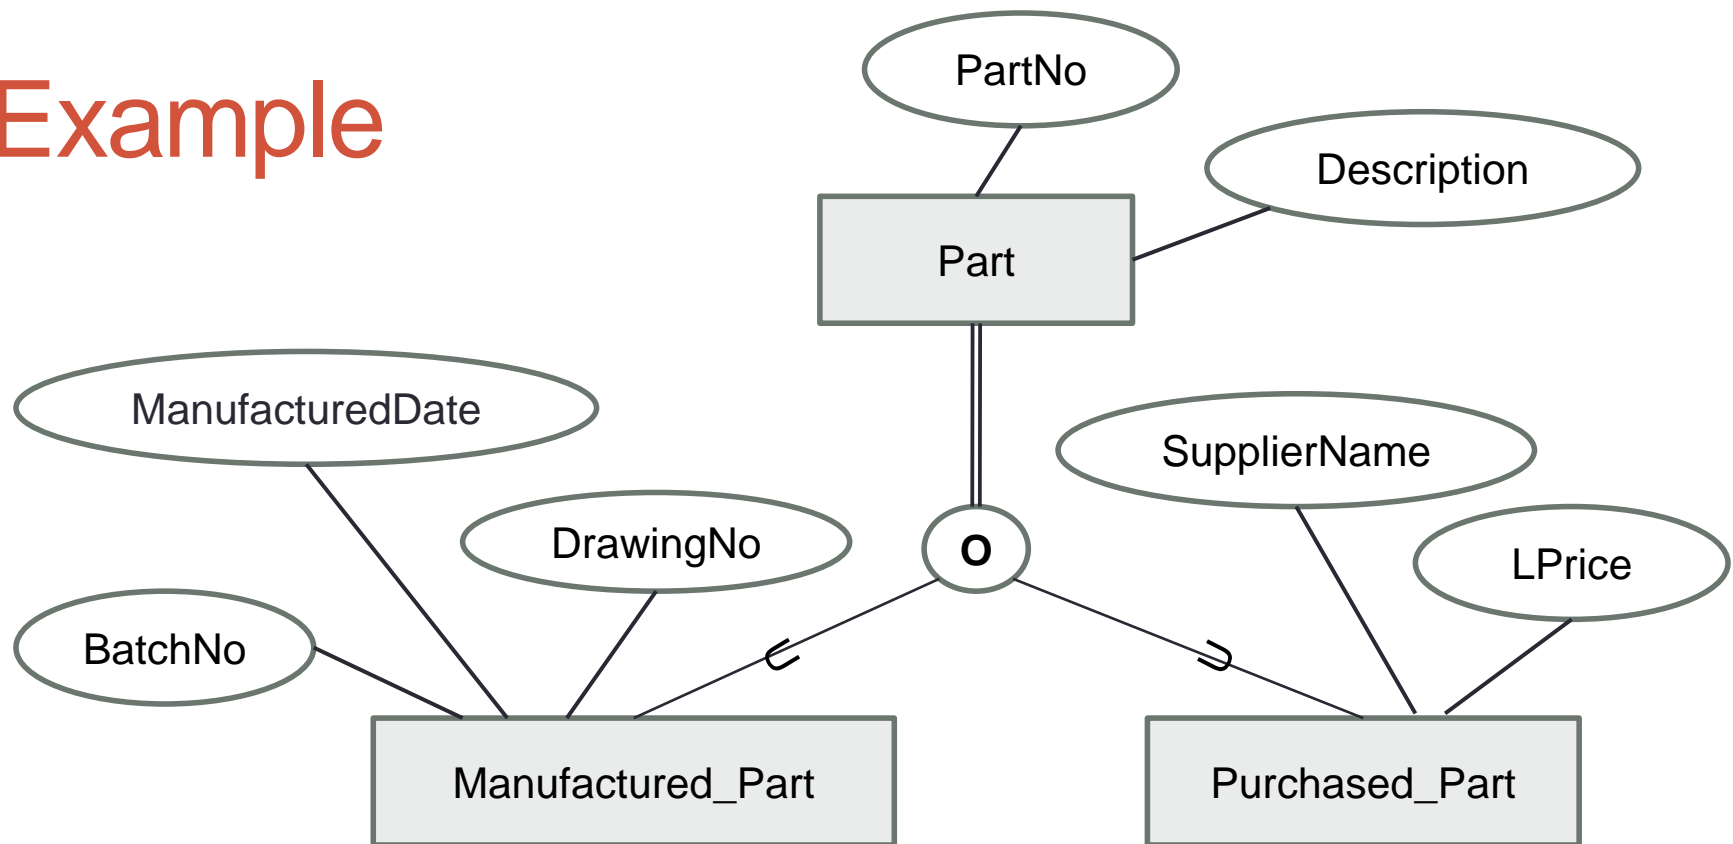 Example
PartNo
Description
Part
ManufacturedDate
SupplierName
DrawingNo
O
LPrice
BatchNo
Manufactured_Part
Purchased_Part